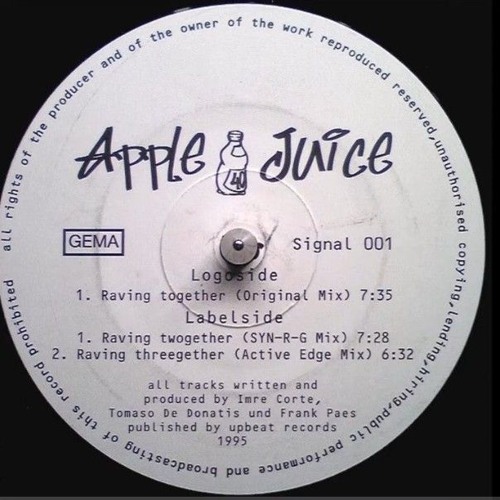 all rights of the producer and of the owner of the work reproduced reserved, unauthorised copying, lending, hiring, public performance and broadcasting of this record prohibited
Apple 40 Juice
GEMA
Signal 001
Logoside
1. Raving together (Original Mix) 7:35
Labelside
1. Raving twogether (SYN-R-G Mix) 7:28
2. Raving threegether (Active Edge Mix) 6:32
all tracks written and
produced by Imre Corte,
Tomaso De Donatis und Frank Paes
published by upbeat records
1995